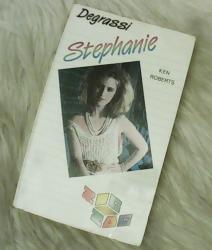 Degrassi
Stephanie
KEN
ROBERTS